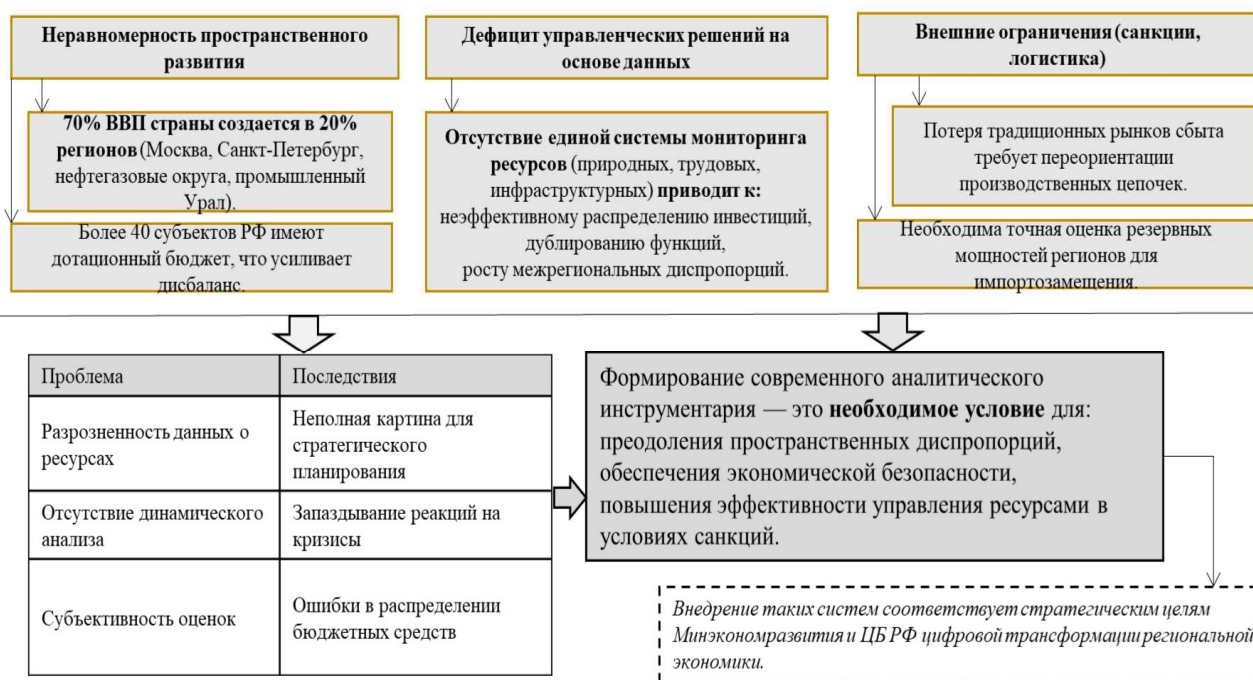 Неравномерность пространственного
развития
70% ВВП страны создается в 20%
регионов (Москва, Санкт-Петербург,
нефтегазовые округа, промышленный
Урал).
Более 40 субъектов РФ имеют
дотационный бюджет, что усиливает
дисбаланс.
Дефицит управленческих решений на
основе данных
Отсутствие единой системы мониторинга
ресурсов (природных, трудовых,
инфраструктурных) приводит к:
неэффективному распределению инвестиций,
дублированию функций,
росту межрегиональных диспропорций.
Внешние ограничения (санкции,
логистика)
Потеря традиционных рынков сбыта
требует переориентации
производственных цепочек.
Необходима точная оценка резервных
мощностей регионов для
импортозамещения.
Проблема
Последствия
Разрозненность данных о
ресурсах
Неполная картина для
стратегического
планирования
Отсутствие динамического
анализа
Запаздывание реакций на
кризисы
Субъективность оценок
Ошибки в распределении
бюджетных средств
Формирование современного аналитического
инструментария — это необходимое условие для:
преодоления пространственных диспропорций,
обеспечения экономической безопасности,
повышения эффективности управления ресурсами в
условиях санкций.
Внедрение таких систем соответствует стратегическим целям
Минэкономразвития и ЦБ РФ цифровой трансформации региональной
экономики.